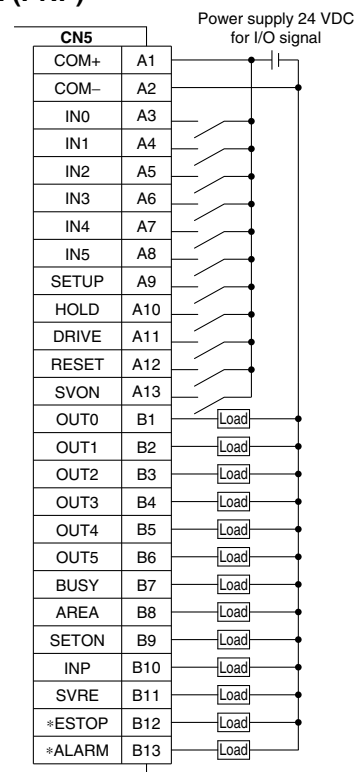 (PNP)
Power supply 24 VDC
for I/O signal
CN5
COM+ A1
COM− A2
IN0 A3
IN1 A4
IN2 A5
IN3 A6
IN4 A7
IN5 A8
SETUP A9
HOLD A10
DRIVE A11
RESET A12
SVON A13
OUT0 B1 Load
OUT1 B2 Load
OUT2 B3 Load
OUT3 B4 Load
OUT4 B5 Load
OUT5 B6 Load
BUSY B7 Load
AREA B8 Load
SETON B9 Load
INP B10 Load
SVRE B11 Load
∗ESTOP B12 Load
∗ALARM B13 Load